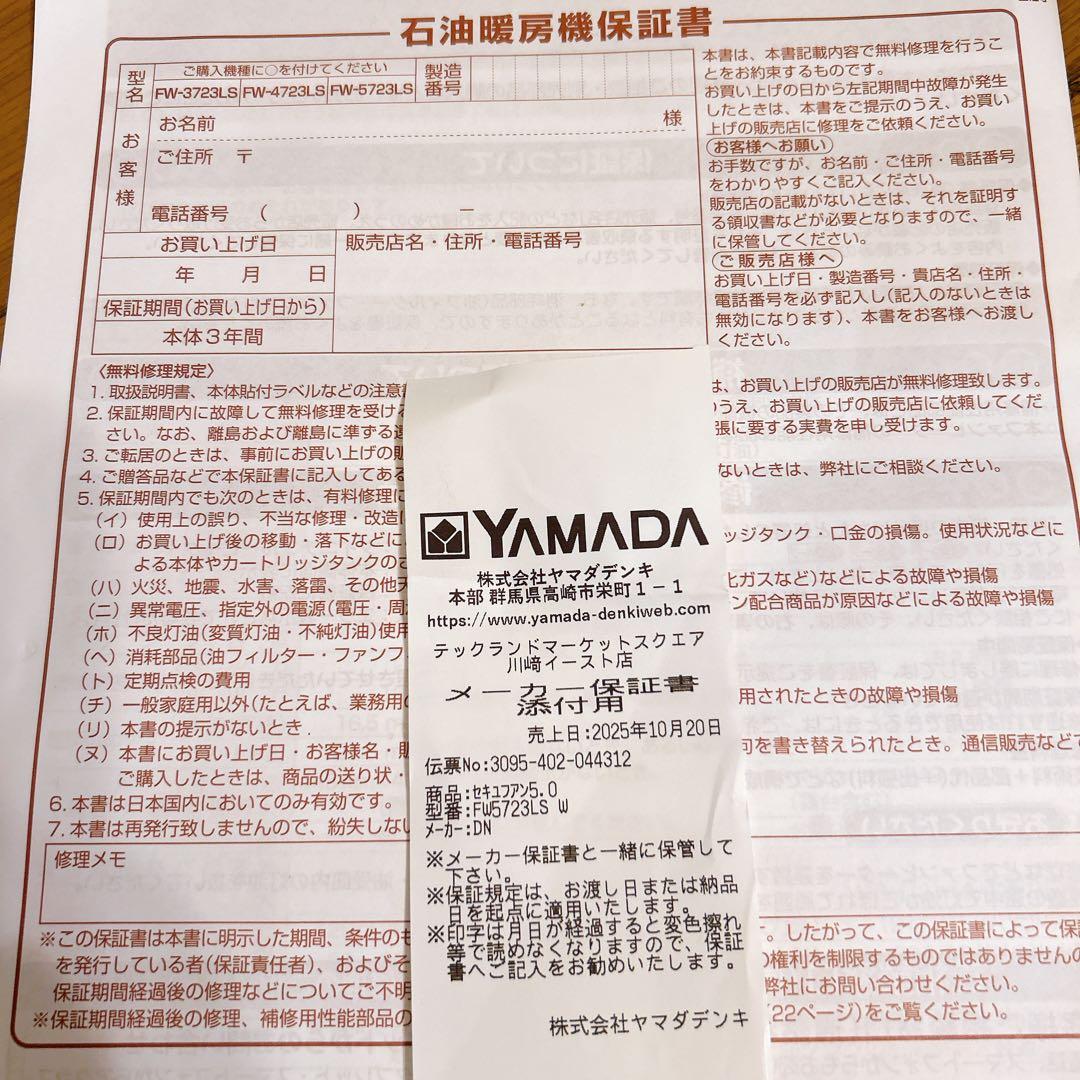 石油暖房機保証書
型名
ご購入機種に○を付けてください
FW-3723LS FW-4723LS FW-5723LS
製造番号
お客様
お名前 様
ご住所 〒
電話番号 ( ) −
お買い上げ日
年 月 日
保証期間(お買い上げ日から)
本体3年間
販売店名・住所・電話番号
本書は、本書記載内容で無料修理を行うこ
とをお約束するものです。
お買い上げの日から左記期間中故障が発生
したときは、本書をご提示のうえ、お買い
上げの販売店に修理をご依頼ください。
お客様へお願い
お手数ですが、お名前・ご住所・電話番号
をわかりやすくご記入ください。
販売店の記載がないときは、それを証明す
る領収書などが必要となりますので、一緒
に保管してください。
ご販売店様へ
お買い上げ日・製造番号・貴店名・住所・
電話番号を必ず記入し(記入のないときは
無効になります)、本書をお客様へお渡し
ください。
〈無料修理規定〉
1. 取扱説明書、本体貼付ラベルなどの注意
は、お買い上げの販売店が無料修理致します。
2. 保証期間内に故障して無料修理を受ける
うえ、お買い上げの販売店に依頼してくだ
さい。なお、離島および離島に準ずる
張に要する実費を申し受けます。
3. ご転居のときは、事前にお買い上げの販
4. ご贈答品などで本保証書に記入してある
ないときは、弊社にご相談ください。
5. 保証期間内でも次のときは、有料修理に
(イ) 使用上の誤り、不当な修理・改造
(ロ) お買い上げ後の移動・落下などに
ッジタンク・口金の損傷。使用状況などに
よる本体やカートリッジタンクの
(ハ) 火災、地震、水害、落雷、その他天
化ガスなど)などによる故障や損傷
(ニ) 異常電圧、指定外の電源(電圧・周
ン配合商品が原因などによる故障や損傷
(ホ) 不良灯油(変質灯油・不純灯油)使用
(ヘ) 消耗部品(油フィルター・ファンフ
(ト) 定期点検の費用
(チ) 一般家庭用以外(たとえば、業務用
用されたときの故障や損傷
(リ) 本書の提示がないとき.
(ヌ) 本書にお買い上げ日・お客様名・販
句を書き替えられたとき。通信販売などで
ご購入したときは、商品の送り状・
6. 本書は日本国内においてのみ有効です。
7. 本書は再発行致しませんので、紛失しない
修理メモ
※この保証書は本書に明示した期間、条件のも
す。したがって、この保証書によって保証
を発行している者(保証責任者)、およびそ
の権利を制限するものではありませんの
保証期間経過後の修理などについてご不明
弊社にお問い合わせください。
※保証期間経過後の修理、補修用性能部品の
(22ページ)をご覧ください。
YAMADA
株式会社ヤマダデンキ
本部 群馬県高崎市栄町1−1
https://www.yamada-denkiweb.com
テックランドマーケットスクエア
川﨑イースト店
メーカー保証書
添付用
売上日:2025年10月20日
伝票No:3095-402-044312
商品:セキユフアン5.0
型番:FW5723LS W
メーカー:DN
※メーカー保証書と一緒に保管して
下さい。
※保証規定は、お渡し日または納品
日を起点に適用いたします。
※印字は月日が経過すると変色擦れ
等で読めなくなりますので、保証
書へご記入をお勧めいたします。
株式会社ヤマダデンキ